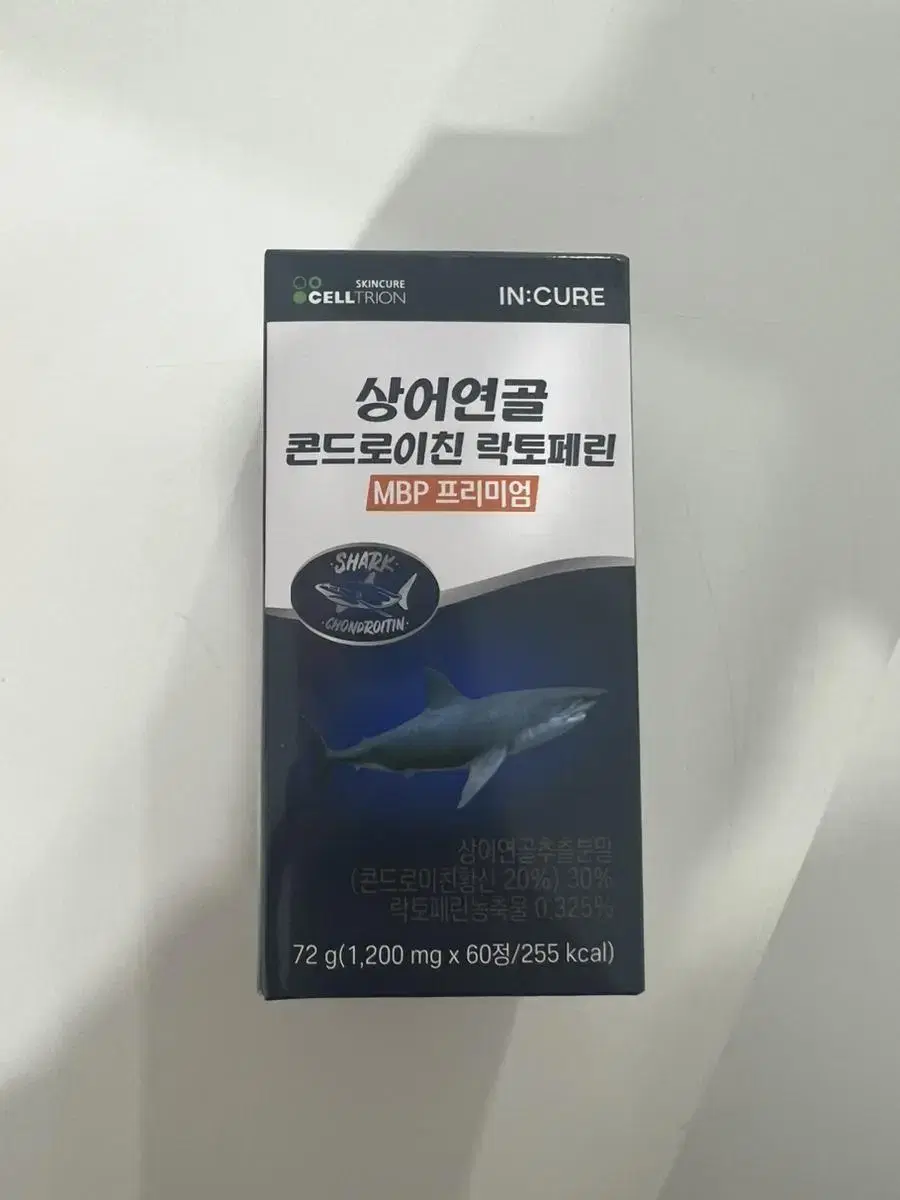 SKINCURE
CELLTRION
IN:CURE
상어연골
콘드로이친 락토페린
MBP 프리미엄
SHARK
CHONDROITIN
상어연골추출분말
(콘드로이친황산 20%) 30%
락토페린농축물 0.325%
72 g(1,200 mg x 60정/255 kcal)